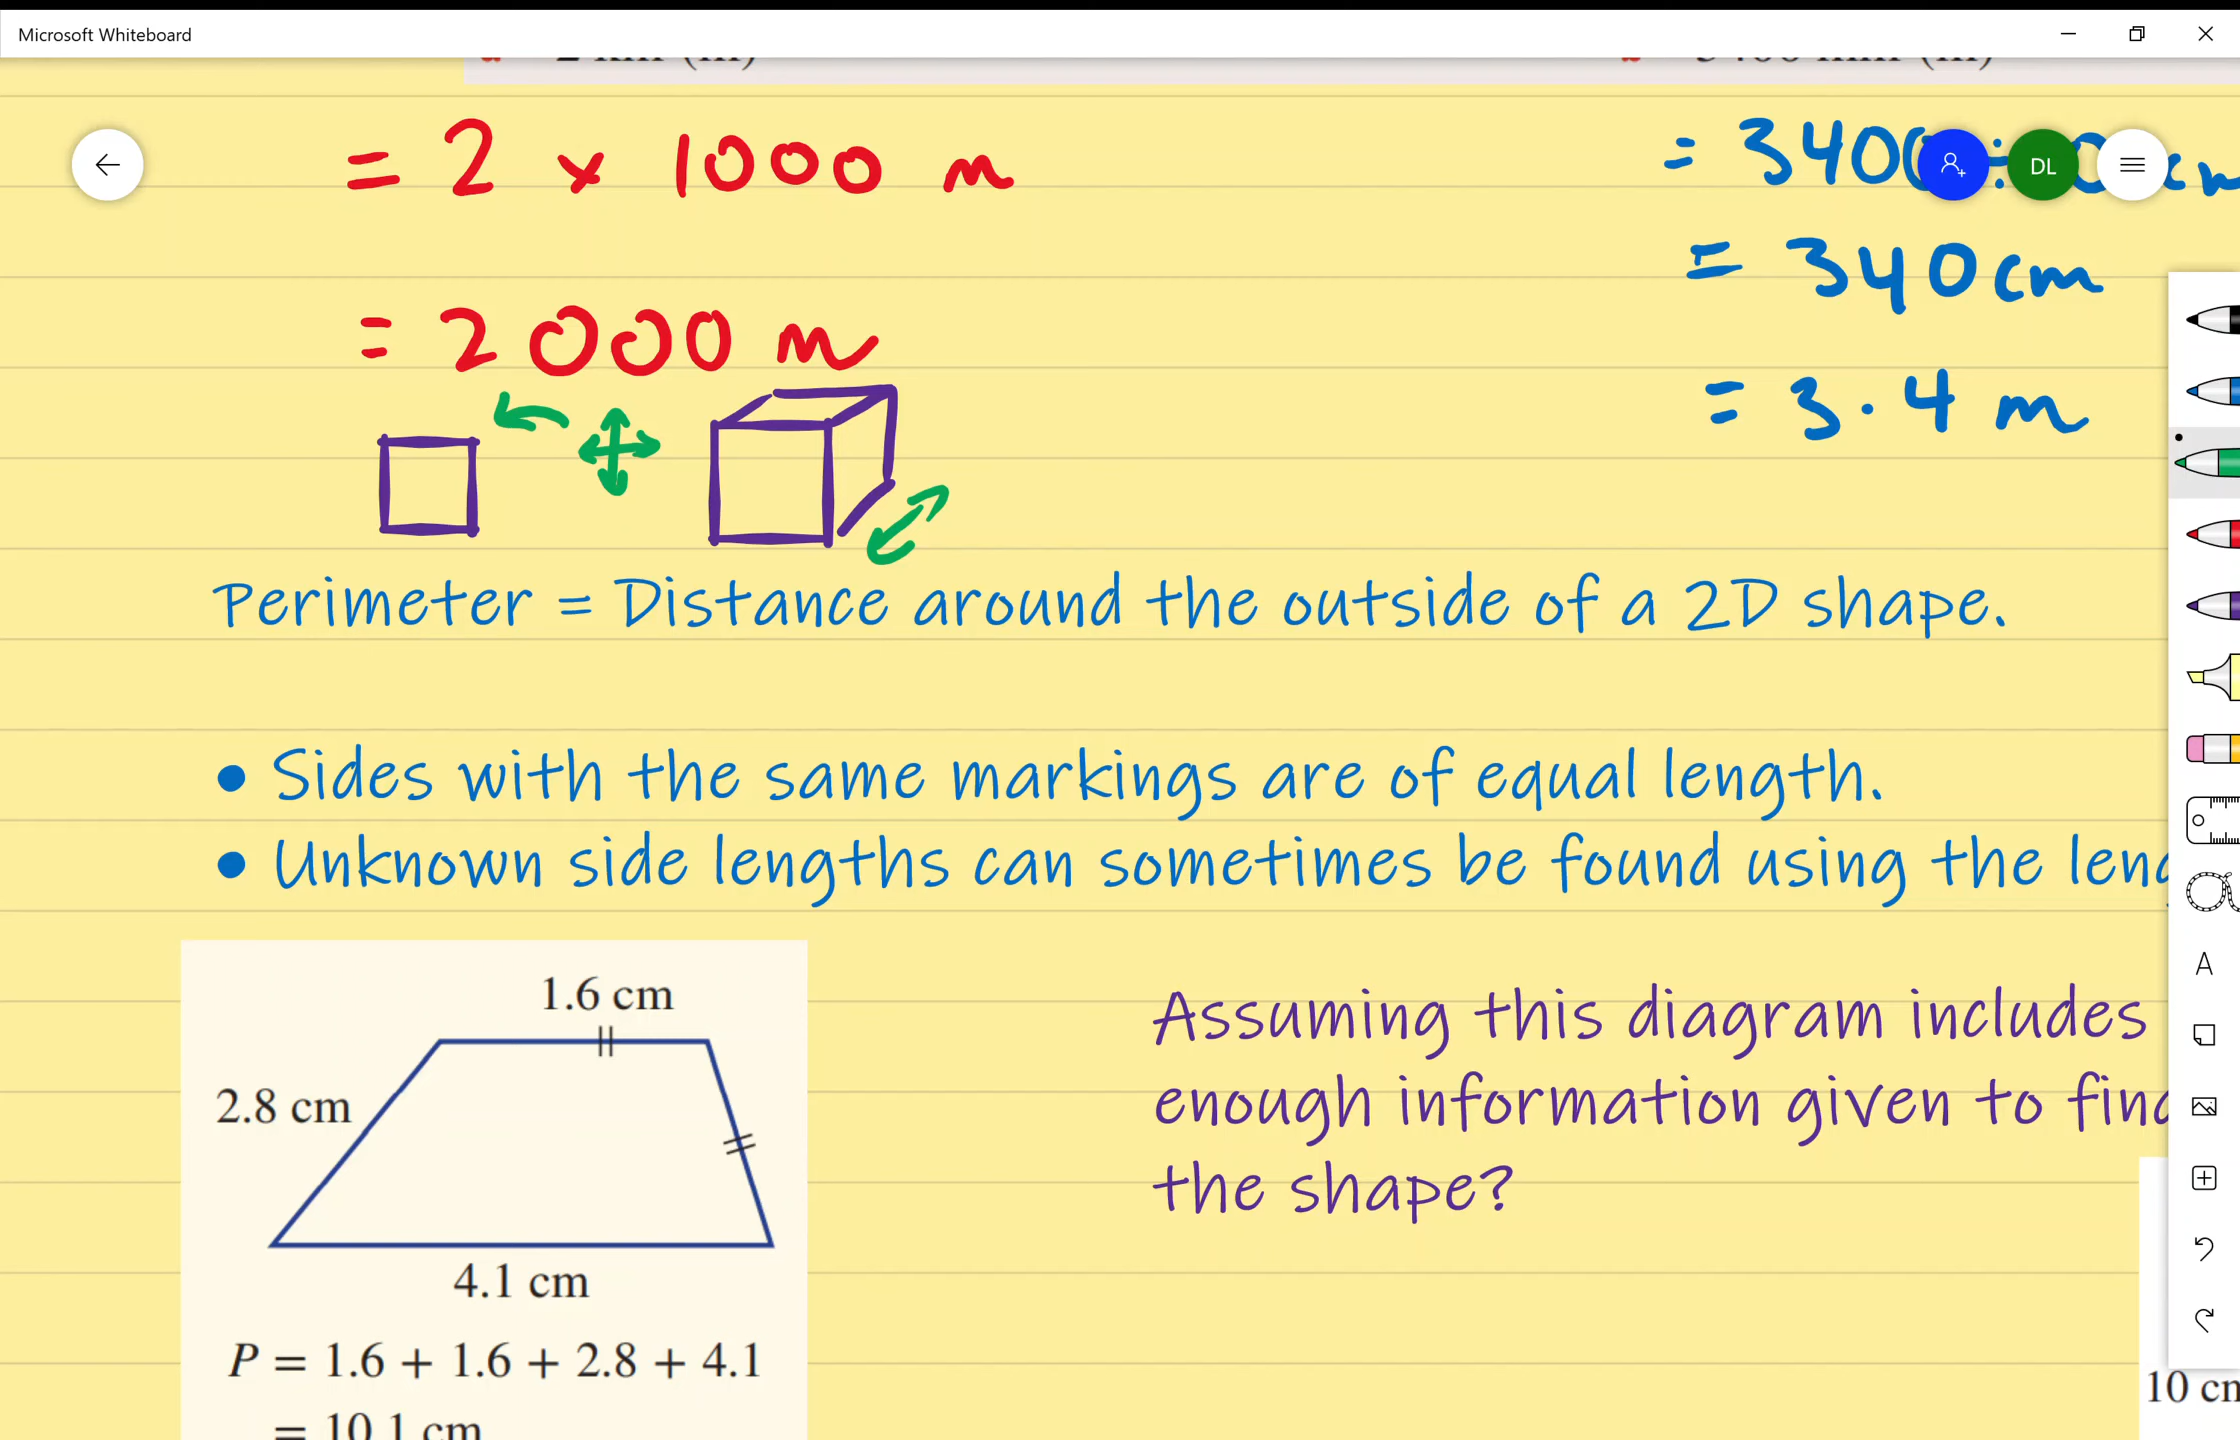 Microsoft Whiteboard
= 2 x 1000 m
= 2000 m
= 340
= 340 cm
= 3.4 m
DL
Perimeter = Distance around the outside of a 2D shape.
• Sides with the same markings are of equal length.
• Unknown side lengths can sometimes be found using the
1.6 cm
2.8 cm
4.1 cm
P = 1.6 + 1.6 + 2.8 + 4.1
= 10.1 cm
Assuming this diagram includes
enough information given to
the shape?
A
10